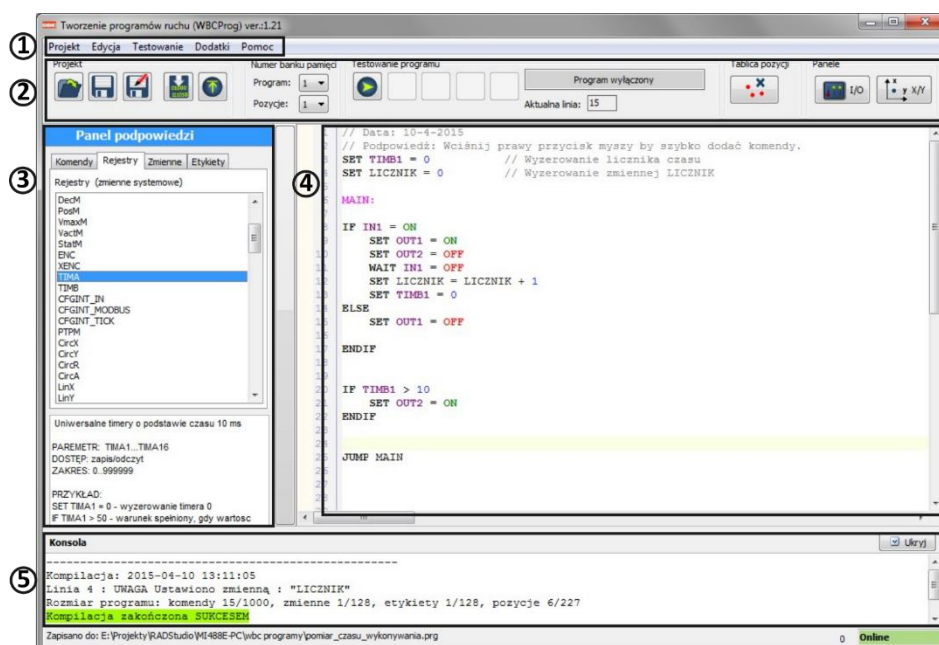 Tworzenie programów ruchu (WBCProg) ver.:1.21
① Projekt Edycja Testowanie Dodatki Pomoc
Projekt Numer banku pamięci Testowanie programu Tablica pozycji Panele
② Program: 1 Program wyłączony I/O X/Y
Pozycje: 1 Aktualna linia: 15
③ Panel podpowiedzi
Komendy Rejestry Zmienne Etykiety
Rejestry (zmienne systemowe)
DecM
PosM
VmaxM
VactM
StatM
ENC
XENC
TIMA
TIMB
CFGINT_IN
CFGINT_MODBUS
CFGINT_TICK
PTPM
CircX
CircY
CircR
CircA
LinX
LinY
Uniwersalne timery o podstawie czasu 10 ms
PAREMETR: TIMA1...TIMA16
DOSTĘP: zapis/odczyt
ZAKRES: 0..999999
PRZYKŁAD:
SET TIMA1 = 0 - wyzerowanie timera 0
IF TIMA1 > 50 - warunek spełniony, gdy wartosc
④
// Data: 10-4-2015
// Podpowiedź: Wciśnij prawy przycisk myszy by szybko dodać komendy.
SET TIMB1 = 0 // Wyzerowanie licznika czasu
SET LICZNIK = 0 // Wyzerowanie zmiennej LICZNIK
MAIN:
IF IN1 = ON
SET OUT1 = ON
SET OUT2 = OFF
WAIT IN1 = OFF
SET LICZNIK = LICZNIK + 1
SET TIMB1 = 0
ELSE
SET OUT1 = OFF
ENDIF
IF TIMB1 > 10
SET OUT2 = ON
ENDIF
JUMP MAIN
Konsola Ukryj
⑤
Kompilacja: 2015-04-10 13:11:05
Linia 4 : UWAGA Ustawiono zmienną : "LICZNIK"
Rozmiar programu: komendy 15/1000, zmienne 1/128, etykiety 1/128, pozycje 6/227
Kompilacja zakończona SUKCESEM
Zapisano do: E:\Projekty\RADStudio\MI488E-PC\wbc programy\pomiar_czasu_wykonywania.prg 0 Online